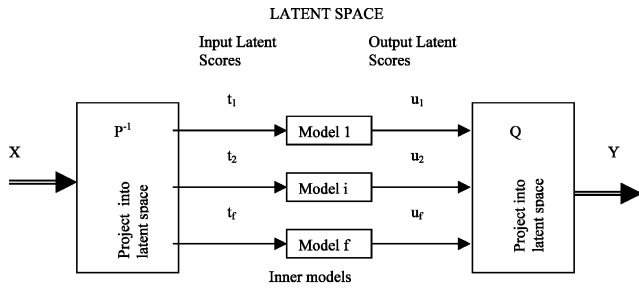 LATENT SPACE
Input Latent
Scores
Output Latent
Scores
t1
u1
P-1
Model 1
Q
X
Y
t2
u2
Model i
Project into
latent space
Project into
latent space
tf
uf
Model f
Inner models